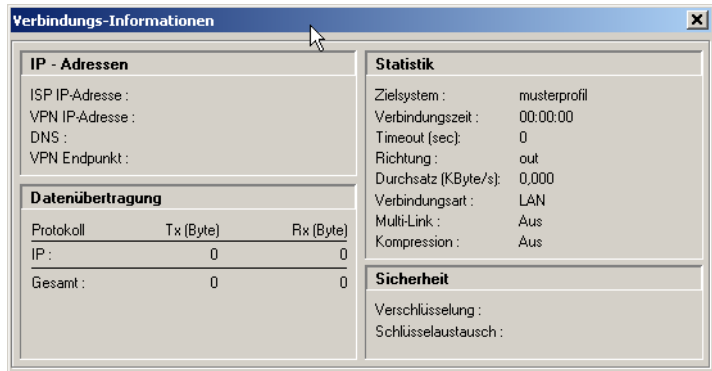 Verbindungs-Informationen
IP - Adressen
ISP IP-Adresse :
VPN IP-Adresse :
DNS :
VPN Endpunkt :
Datenübertragung
Protokoll Tx (Byte) Rx (Byte)
IP : 0 0
Gesamt : 0 0
Statistik
Zielsystem : musterprofil
Verbindungszeit : 00:00:00
Timeout (sec): 0
Richtung : out
Durchsatz (KByte/s): 0,000
Verbindungsart : LAN
Multi-Link : Aus
Kompression : Aus
Sicherheit
Verschlüsselung :
Schlüsselaustausch :